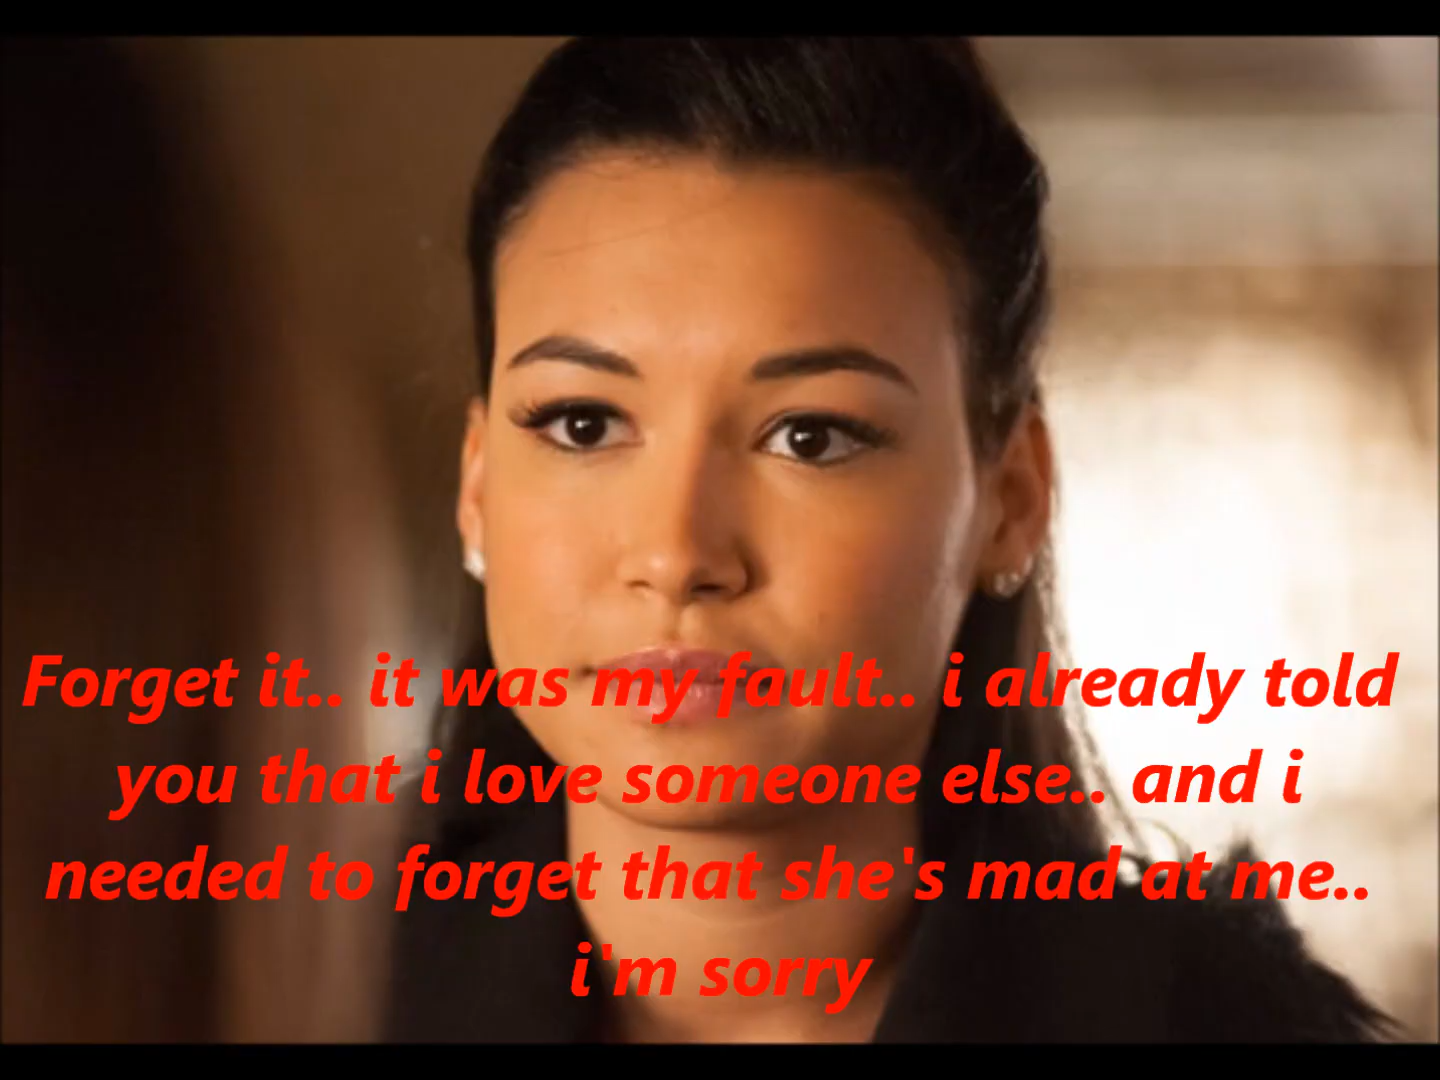 Forget it.. it was my fault.. i already told
you that i love someone else.. and i
needed to forget that she's mad at me..
i'm sorry